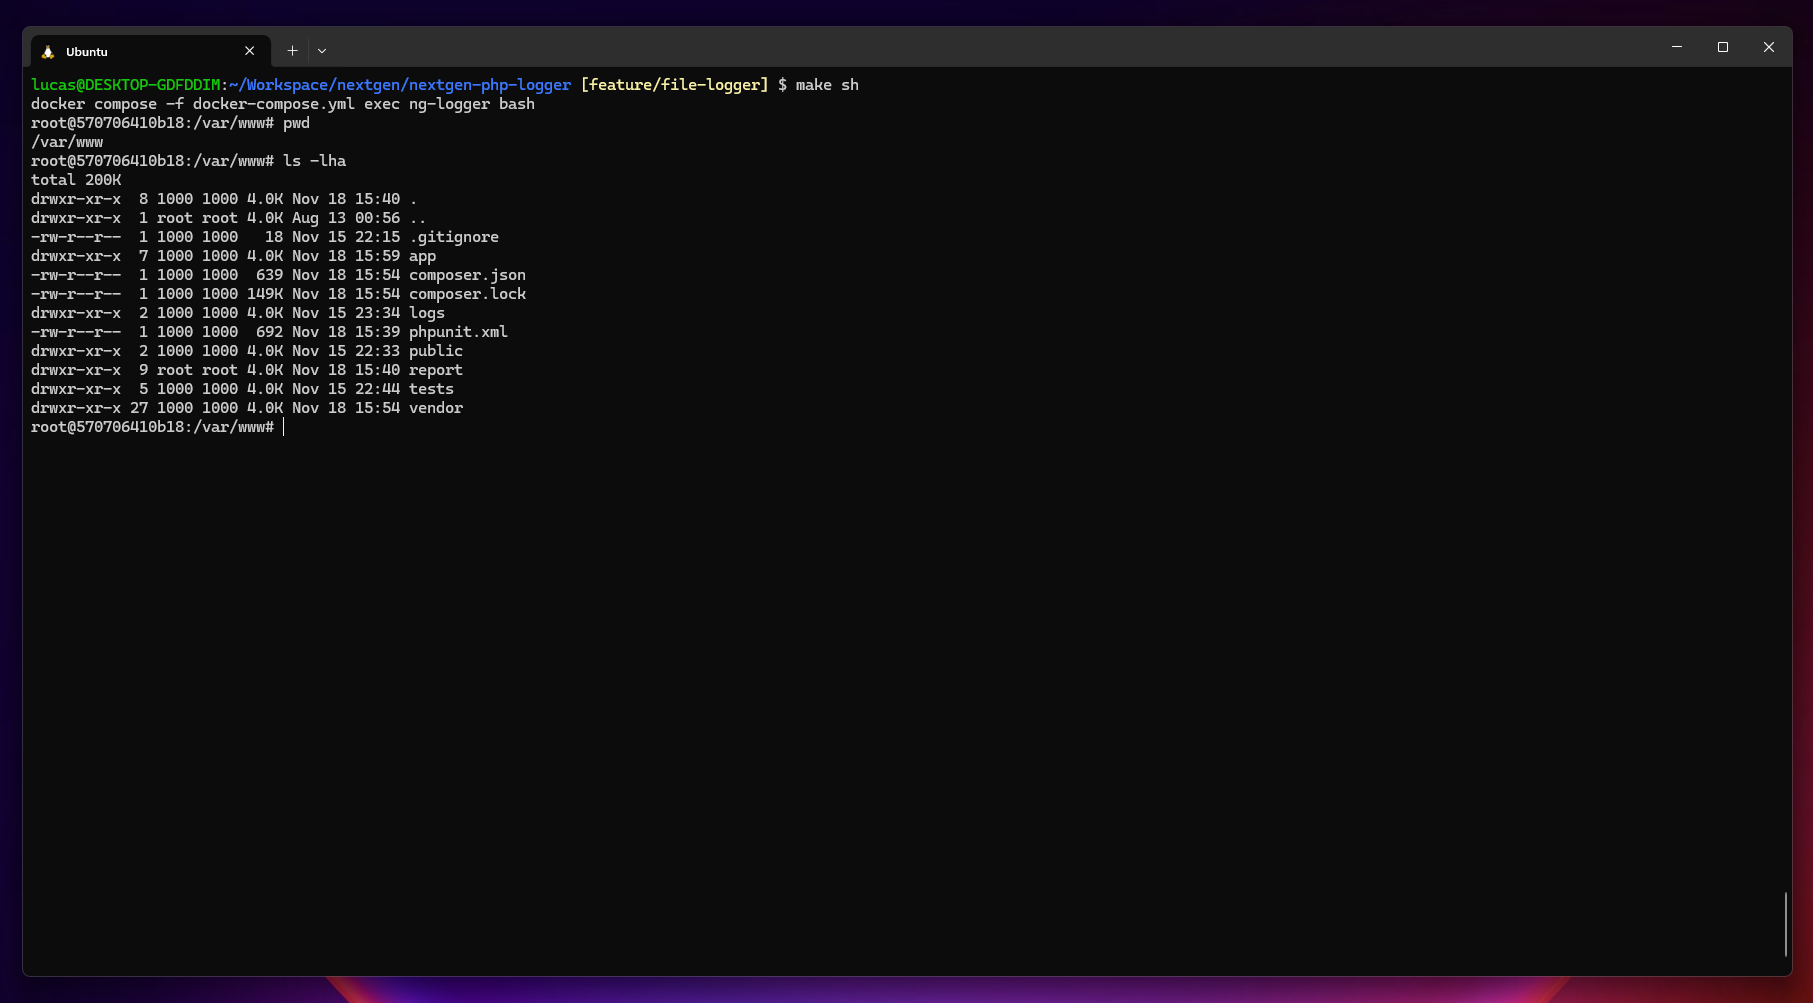 Ubuntu
lucas@DESKTOP-GDFDDIM:~/Workspace/nextgen/nextgen-php-logger [feature/file-logger] $ make sh
docker compose -f docker-compose.yml exec ng-logger bash
root@570706410b18:/var/www# pwd
/var/www
root@570706410b18:/var/www# ls -lha
total 200K
drwxr-xr-x  8 1000 1000 4.0K Nov 18 15:40 .
drwxr-xr-x  1 root root 4.0K Aug 13 00:56 ..
-rw-r--r--  1 1000 1000   18 Nov 15 22:15 .gitignore
drwxr-xr-x  7 1000 1000 4.0K Nov 18 15:59 app
-rw-r--r--  1 1000 1000  639 Nov 18 15:54 composer.json
-rw-r--r--  1 1000 1000 149K Nov 18 15:54 composer.lock
drwxr-xr-x  2 1000 1000 4.0K Nov 15 23:34 logs
-rw-r--r--  1 1000 1000  692 Nov 18 15:39 phpunit.xml
drwxr-xr-x  2 1000 1000 4.0K Nov 15 22:33 public
drwxr-xr-x  9 root root 4.0K Nov 18 15:40 report
drwxr-xr-x  5 1000 1000 4.0K Nov 15 22:44 tests
drwxr-xr-x 27 1000 1000 4.0K Nov 18 15:54 vendor
root@570706410b18:/var/www#